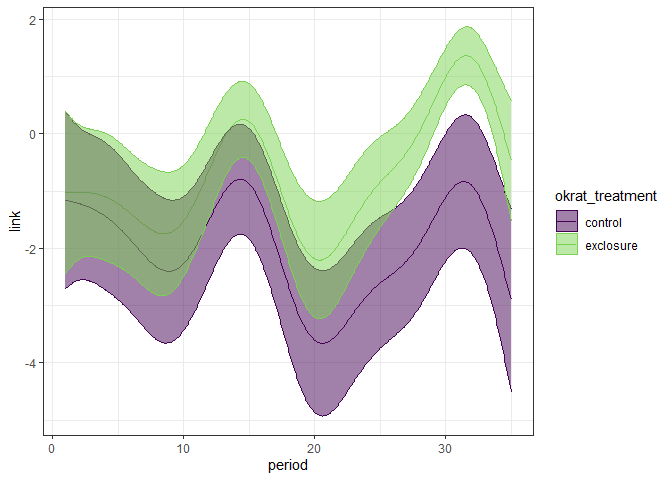 2
0
-2
-4
link
0
10
20
30
period
okrat_treatment
control
exclosure